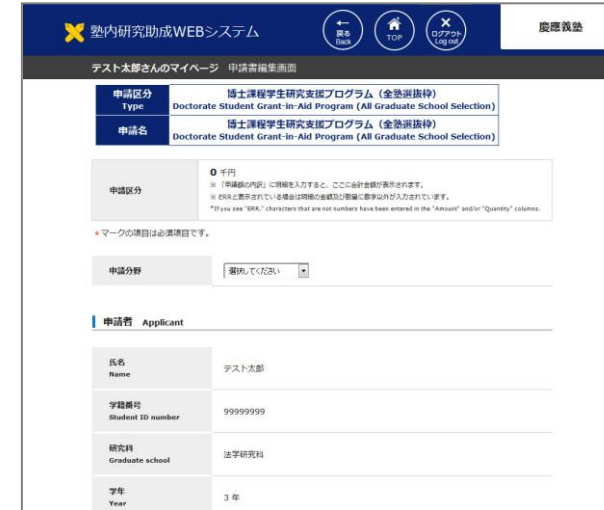 塾内研究助成WEBシステム
戻る
Back
TOP
ログアウト
Log out
慶應義塾
テスト太郎さんのマイページ 申請書編集画面
申請区分
Type
博士課程学生研究支援プログラム（全塾選抜枠）
Doctorate Student Grant-in-Aid Program (All Graduate School Selection)
申請名
博士課程学生研究支援プログラム（全塾選抜枠）
Doctorate Student Grant-in-Aid Program (All Graduate School Selection)
申請区分
0 千円
※ 「申請額の内訳」に明細を入力すると、ここに合計金額が表示されます。
※ ERRと表示されている場合は明細の金額及び数量に数字以外が入力されています。
*If you see "ERR," characters that are not numbers have been entered in the "Amount" and/or "Quantity" columns.
*マークの項目は必須項目です。
申請分野
選択してください
申請者 Applicant
氏名
Name
テスト太郎
学籍番号
Student ID number
99999999
研究科
Graduate school
法学研究科
学年
Year
3 年